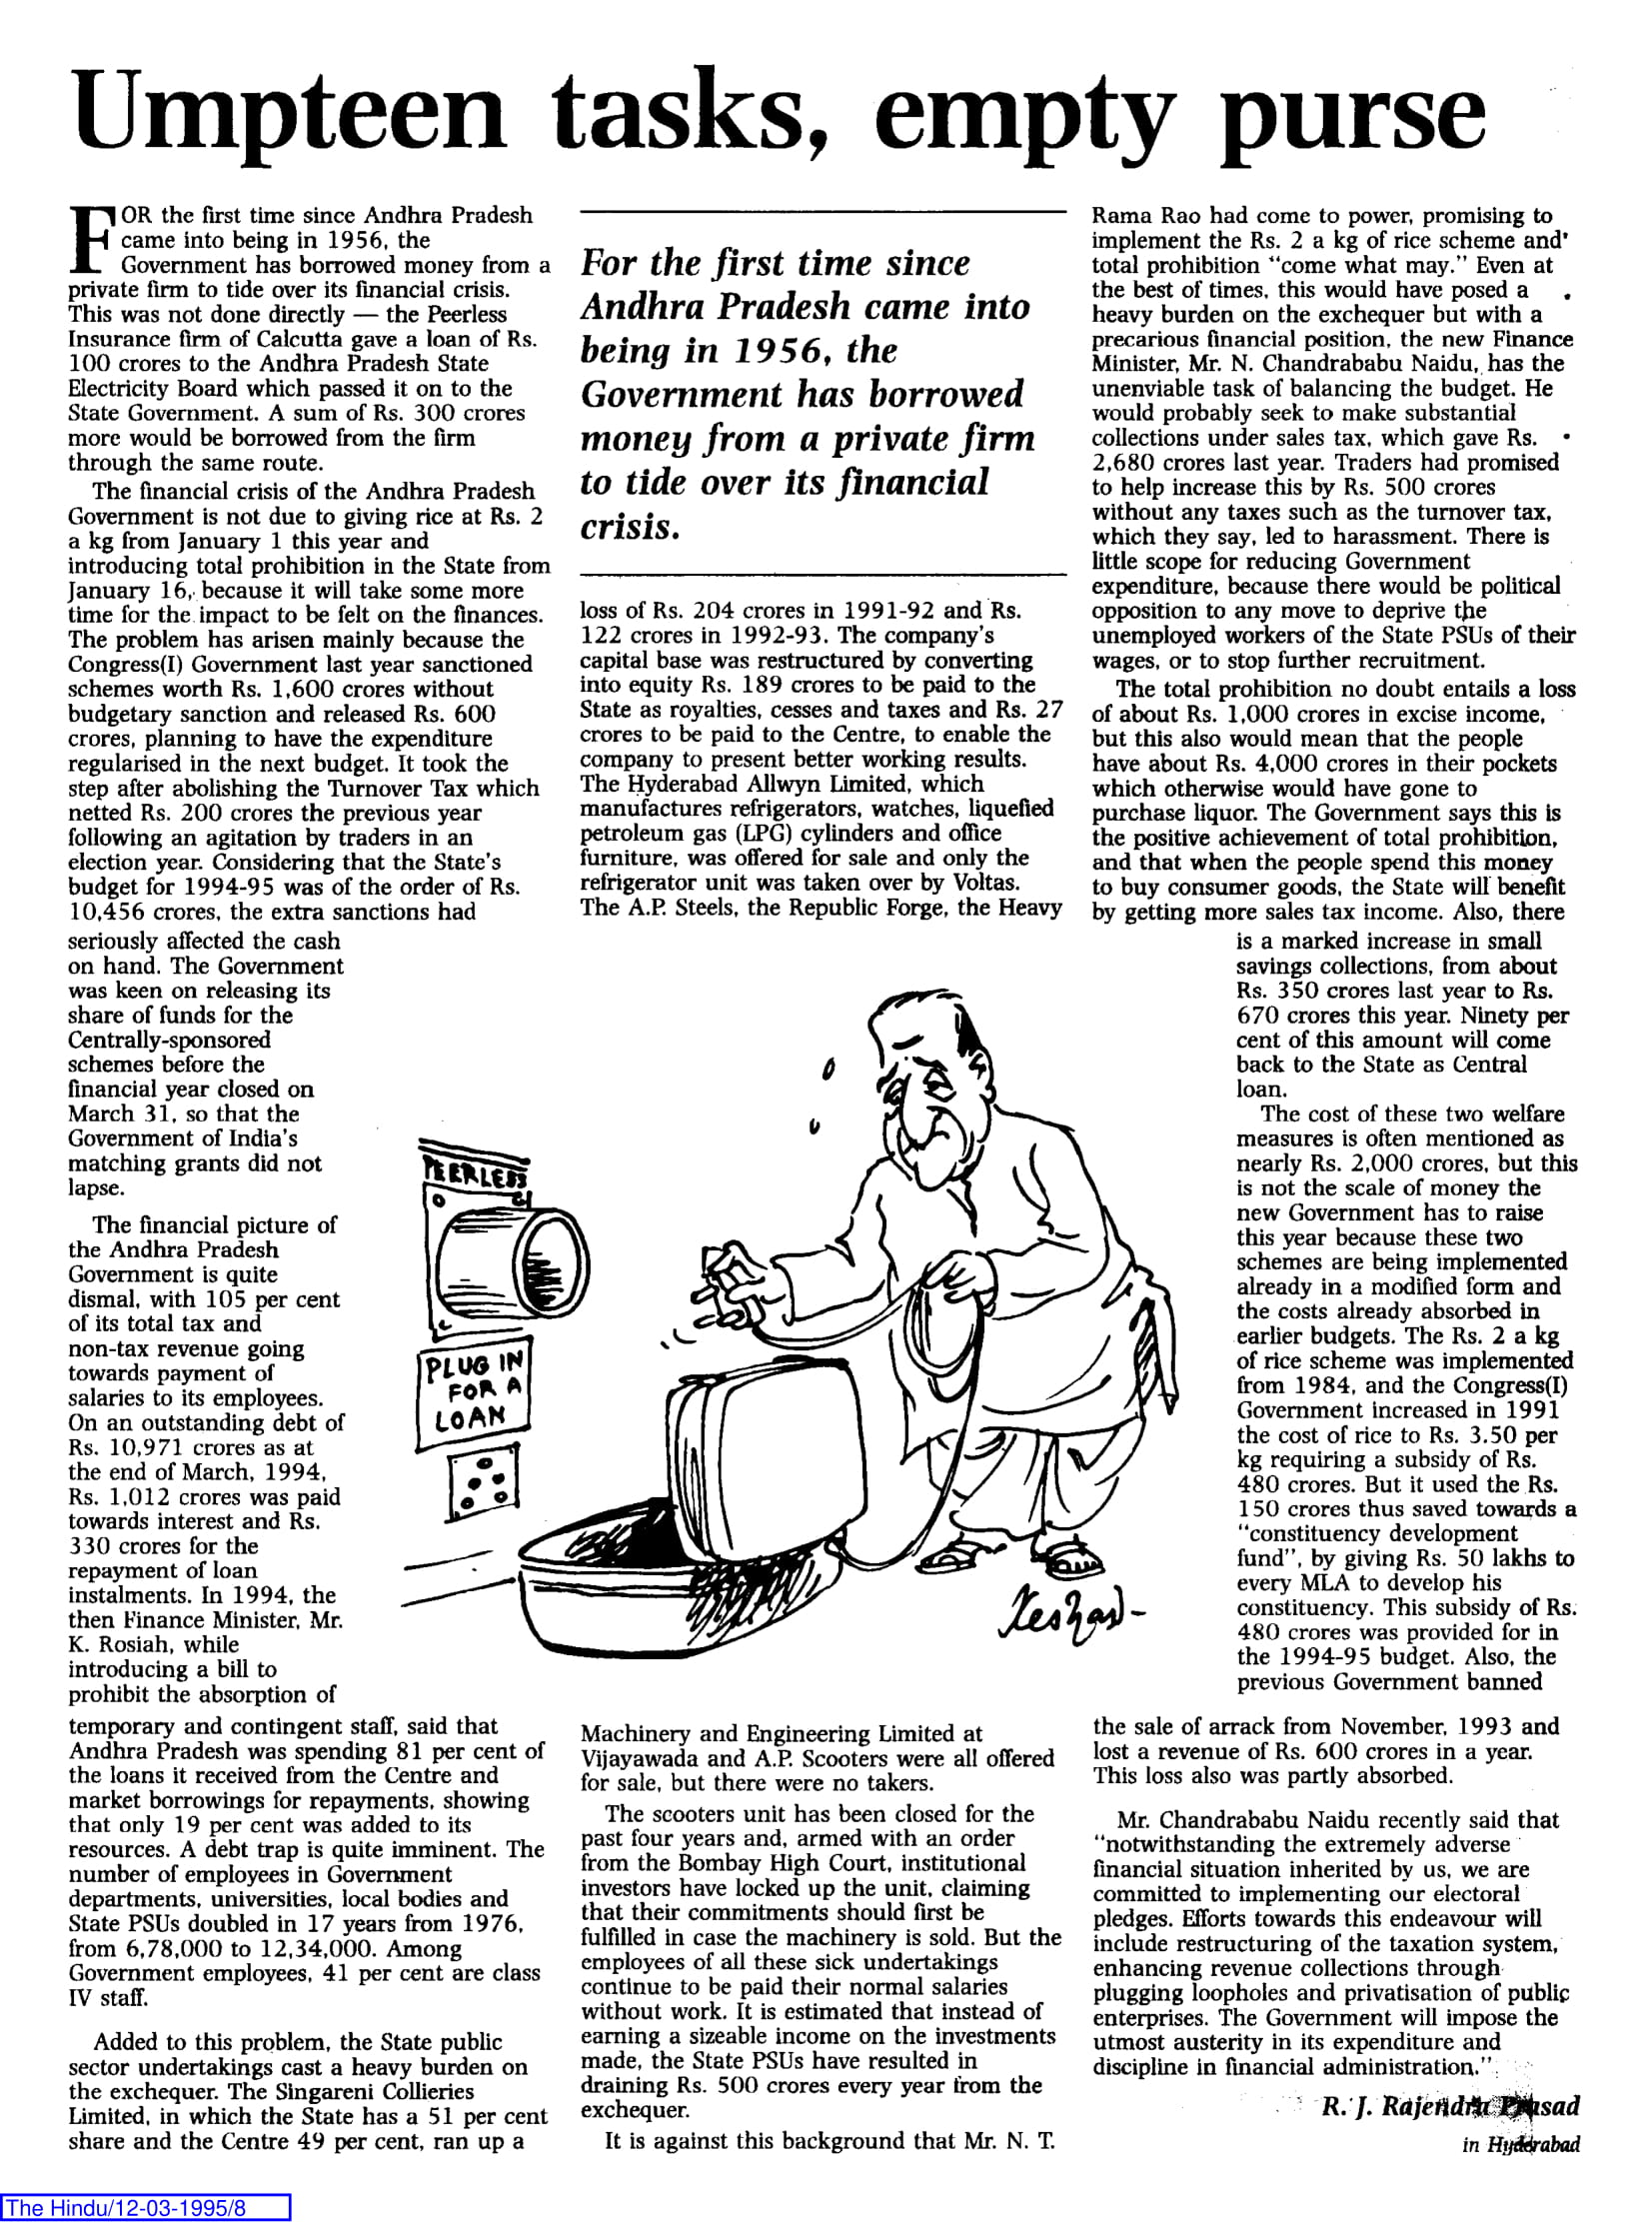 Umpteen tasks, empty purse
FOR the first time since Andhra Pradesh
came into being in 1956, the
Government has borrowed money from a
private firm to tide over its financial crisis.
This was not done directly — the Peerless
Insurance firm of Calcutta gave a loan of Rs.
100 crores to the Andhra Pradesh State
Electricity Board which passed it on to the
State Government. A sum of Rs. 300 crores
more would be borrowed from the firm
through the same route.
The financial crisis of the Andhra Pradesh
Government is not due to giving rice at Rs. 2
a kg from January 1 this year and
introducing total prohibition in the State from
January 16, because it will take some more
time for the impact to be felt on the finances.
The problem has arisen mainly because the
Congress(I) Government last year sanctioned
schemes worth Rs. 1,600 crores without
budgetary sanction and released Rs. 600
crores, planning to have the expenditure
regularised in the next budget. It took the
step after abolishing the Turnover Tax which
netted Rs. 200 crores the previous year
following an agitation by traders in an
election year. Considering that the State's
budget for 1994-95 was of the order of Rs.
10,456 crores, the extra sanctions had
seriously affected the cash
on hand. The Government
was keen on releasing its
share of funds for the
Centrally-sponsored
schemes before the
financial year closed on
March 31, so that the
Government of India's
matching grants did not
lapse.
The financial picture of
the Andhra Pradesh
Government is quite
dismal, with 105 per cent
of its total tax and
non-tax revenue going
towards payment of
salaries to its employees.
On an outstanding debt of
Rs. 10,971 crores as at
the end of March, 1994,
Rs. 1,012 crores was paid
towards interest and Rs.
330 crores for the
repayment of loan
instalments. In 1994, the
then Finance Minister, Mr.
K. Rosiah, while
introducing a bill to
prohibit the absorption of
temporary and contingent staff, said that
Andhra Pradesh was spending 81 per cent of
the loans it received from the Centre and
market borrowings for repayments, showing
that only 19 per cent was added to its
resources. A debt trap is quite imminent. The
number of employees in Government
departments, universities, local bodies and
State PSUs doubled in 17 years from 1976,
from 6,78,000 to 12,34,000. Among
Government employees, 41 per cent are class
IV staff.
Added to this problem, the State public
sector undertakings cast a heavy burden on
the exchequer. The Singareni Collieries
Limited, in which the State has a 51 per cent
share and the Centre 49 per cent, ran up a
For the first time since
Andhra Pradesh came into
being in 1956, the
Government has borrowed
money from a private firm
to tide over its financial
crisis.
loss of Rs. 204 crores in 1991-92 and Rs.
122 crores in 1992-93. The company's
capital base was restructured by converting
into equity Rs. 189 crores to be paid to the
State as royalties, cesses and taxes and Rs. 27
crores to be paid to the Centre, to enable the
company to present better working results.
The Hyderabad Allwyn Limited, which
manufactures refrigerators, watches, liquefied
petroleum gas (LPG) cylinders and office
furniture, was offered for sale and only the
refrigerator unit was taken over by Voltas.
The A.P. Steels, the Republic Forge, the Heavy
PEERLESS
PLUG IN
FOR A
LOAN
Keshav
Machinery and Engineering Limited at
Vijayawada and A.P. Scooters were all offered
for sale, but there were no takers.
The scooters unit has been closed for the
past four years and, armed with an order
from the Bombay High Court, institutional
investors have locked up the unit, claiming
that their commitments should first be
fulfilled in case the machinery is sold. But the
employees of all these sick undertakings
continue to be paid their normal salaries
without work. It is estimated that instead of
earning a sizeable income on the investments
made, the State PSUs have resulted in
draining Rs. 500 crores every year from the
exchequer.
It is against this background that Mr. N. T.
Rama Rao had come to power, promising to
implement the Rs. 2 a kg of rice scheme and
total prohibition "come what may." Even at
the best of times, this would have posed a
heavy burden on the exchequer but with a
precarious financial position, the new Finance
Minister, Mr. N. Chandrababu Naidu, has the
unenviable task of balancing the budget. He
would probably seek to make substantial
collections under sales tax, which gave Rs.
2,680 crores last year. Traders had promised
to help increase this by Rs. 500 crores
without any taxes such as the turnover tax,
which they say, led to harassment. There is
little scope for reducing Government
expenditure, because there would be political
opposition to any move to deprive the
unemployed workers of the State PSUs of their
wages, or to stop further recruitment.
The total prohibition no doubt entails a loss
of about Rs. 1,000 crores in excise income,
but this also would mean that the people
have about Rs. 4,000 crores in their pockets
which otherwise would have gone to
purchase liquor. The Government says this is
the positive achievement of total prohibition,
and that when the people spend this money
to buy consumer goods, the State will benefit
by getting more sales tax income. Also, there
is a marked increase in small
savings collections, from about
Rs. 350 crores last year to Rs.
670 crores this year. Ninety per
cent of this amount will come
back to the State as Central
loan.
The cost of these two welfare
measures is often mentioned as
nearly Rs. 2,000 crores, but this
is not the scale of money the
new Government has to raise
this year because these two
schemes are being implemented
already in a modified form and
the costs already absorbed in
earlier budgets. The Rs. 2 a kg
of rice scheme was implemented
from 1984, and the Congress(I)
Government increased in 1991
the cost of rice to Rs. 3.50 per
kg requiring a subsidy of Rs.
480 crores. But it used the Rs.
150 crores thus saved towards a
"constituency development
fund", by giving Rs. 50 lakhs to
every MLA to develop his
constituency. This subsidy of Rs.
480 crores was provided for in
the 1994-95 budget. Also, the
previous Government banned
the sale of arrack from November, 1993 and
lost a revenue of Rs. 600 crores in a year.
This loss also was partly absorbed.
Mr. Chandrababu Naidu recently said that
"notwithstanding the extremely adverse
financial situation inherited by us, we are
committed to implementing our electoral
pledges. Efforts towards this endeavour will
include restructuring of the taxation system,
enhancing revenue collections through
plugging loopholes and privatisation of public
enterprises. The Government will impose the
utmost austerity in its expenditure and
discipline in financial administration."
R. J. Rajendra Prasad
in Hyderabad
The Hindu/12-03-1995/8